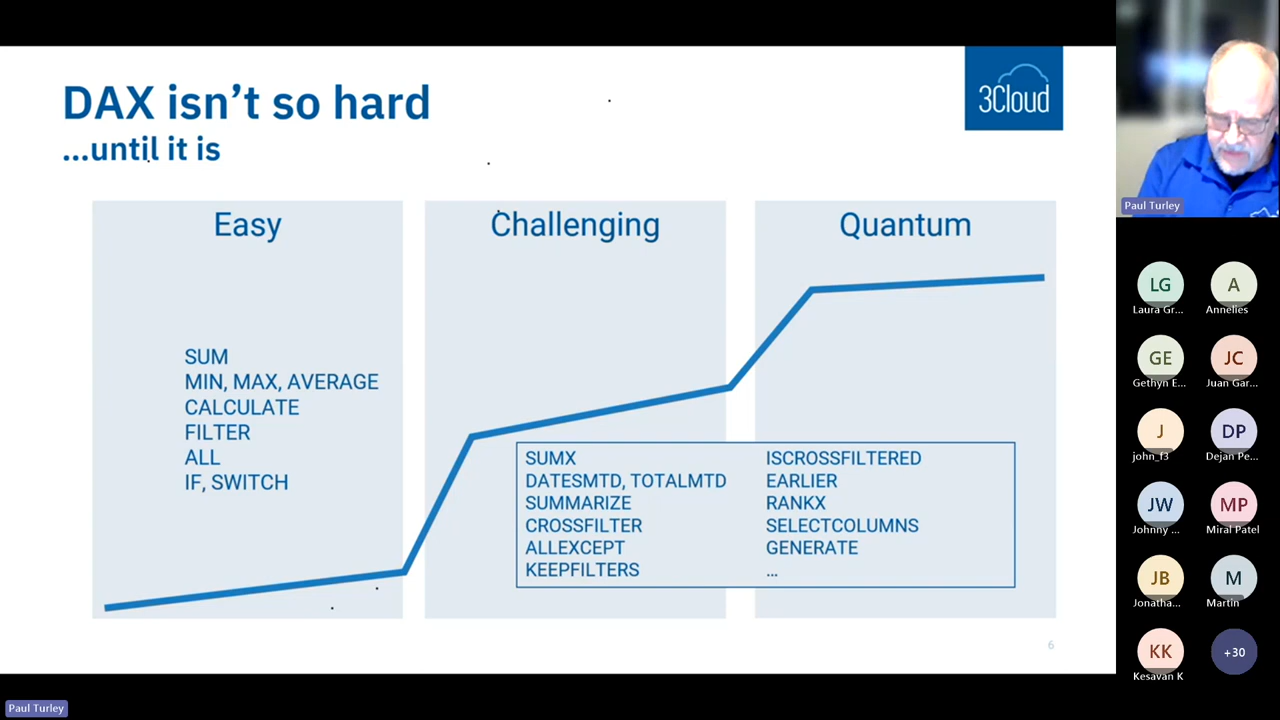 DAX isn't so hard
...until it is
3Cloud
Easy
Challenging
Quantum
SUM
MIN, MAX, AVERAGE
CALCULATE
FILTER
ALL
IF, SWITCH
SUMX
DATESMTD, TOTALMTD
SUMMARIZE
CROSSFILTER
ALLEXCEPT
KEEPFILTERS
ISCROSSFILTERED
EARLIER
RANKX
SELECTCOLUMNS
GENERATE
...
6
Paul Turley
LG
Laura Gr...
A
Annelies
GE
Gethyn E...
JC
Juan Gar...
J
john_f3
DP
Dejan Pe...
JW
Johnny ...
MP
Miral Patel
JB
Jonatha...
M
Martin
KK
Kesavan K
+30
Paul Turley